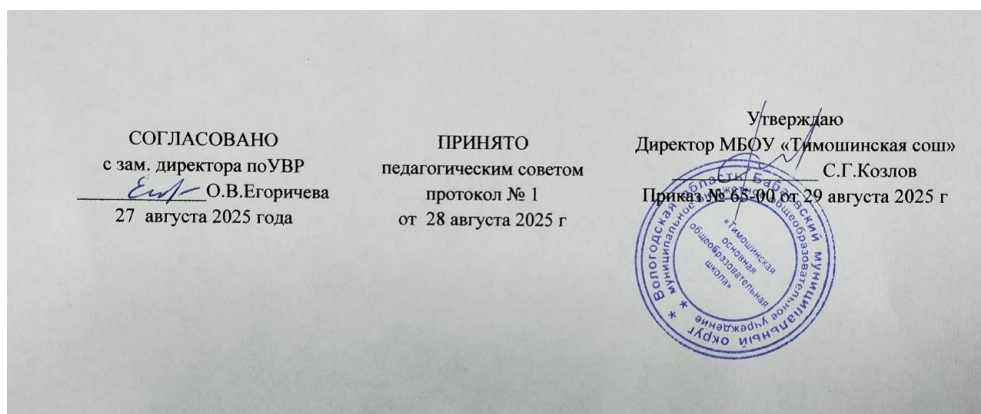 СОГЛАСОВАНО
с зам. директора поУВР
О.В.Егоричева
27 августа 2025 года
ПРИНЯТО
педагогическим советом
протокол № 1
от 28 августа 2025 г
Утверждаю
Директор МБОУ «Тимошинская сош»
С.Г.Козлов
Приказ № 65-00 от 29 августа 2025 г
Вологодская область Бабаевский муниципальный округ
муниципальное бюджетное общеобразовательное учреждение
«Тимошинская
основная
общеобразовательная
школа»